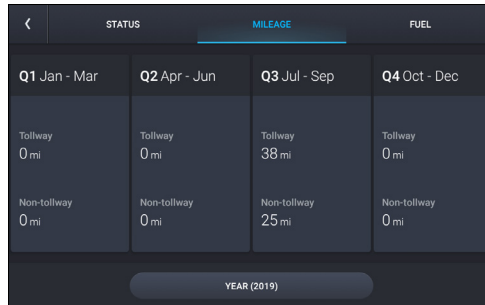 STATUS MILEAGE FUEL
Q1 Jan - Mar Q2 Apr - Jun Q3 Jul - Sep Q4 Oct - Dec
Tollway Tollway Tollway Tollway
0 mi 0 mi 38 mi 0 mi
Non-tollway Non-tollway Non-tollway Non-tollway
0 mi 0 mi 25 mi 0 mi
YEAR (2019)